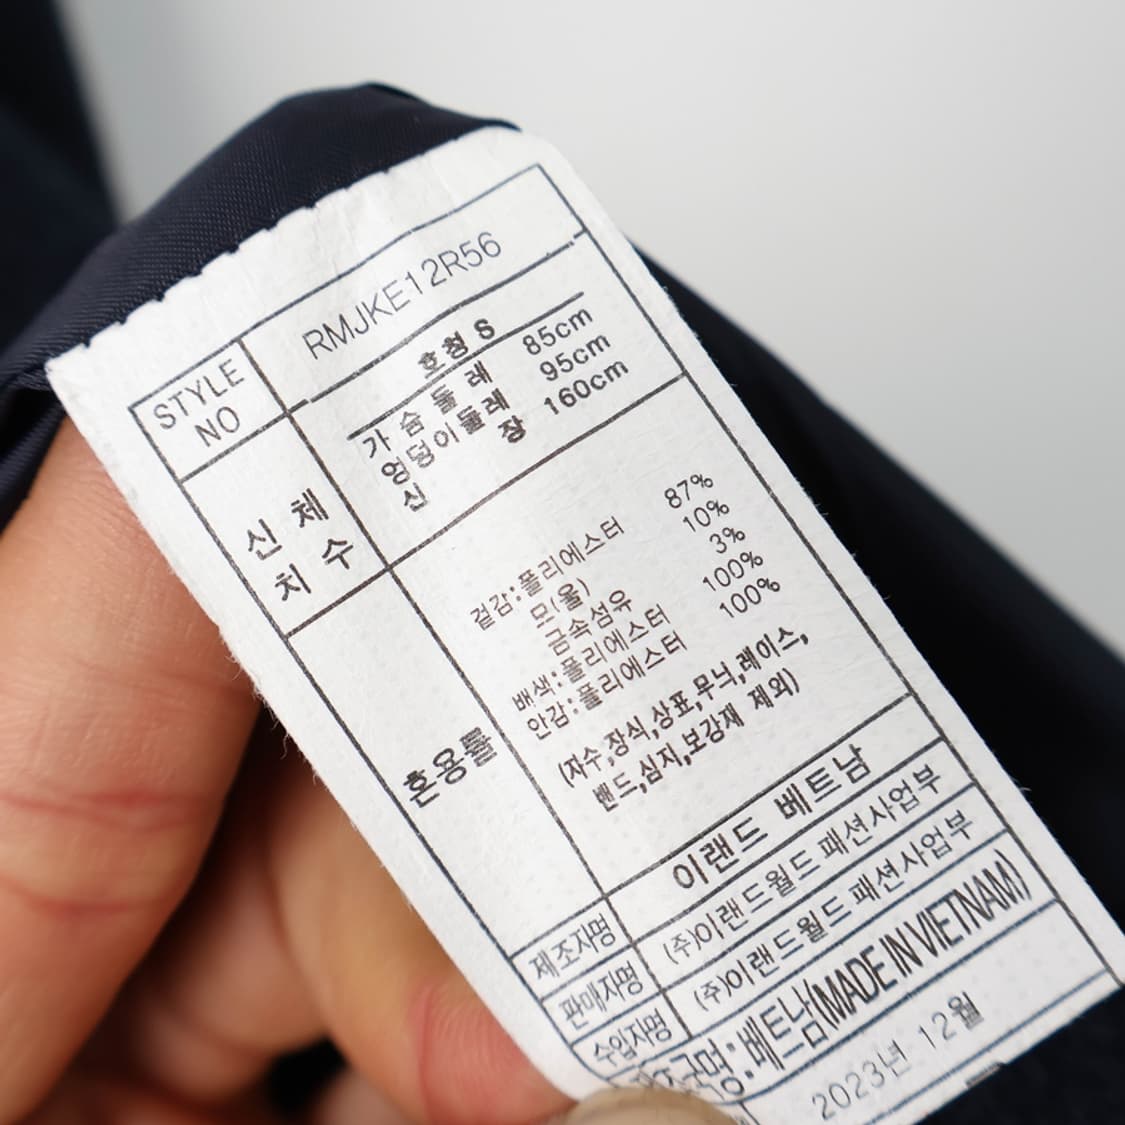 STYLE NO
RMJKE12R56
신체
치수
호칭 S
가슴둘레 85cm
엉덩이둘레 95cm
신장 160cm
혼용률
겉감:폴리에스터 87%
모(울) 10%
금속섬유 3%
배색:폴리에스터 100%
안감:폴리에스터 100%
(자수,장식,상표,무늬,레이스,
밴드,심지,보강재 제외)
제조자명 이랜드 베트남
판매자명 (주)이랜드월드 패션사업부
수입자명 (주)이랜드월드 패션사업부
제조국명:베트남(MADE IN VIETNAM)
2023년 12월